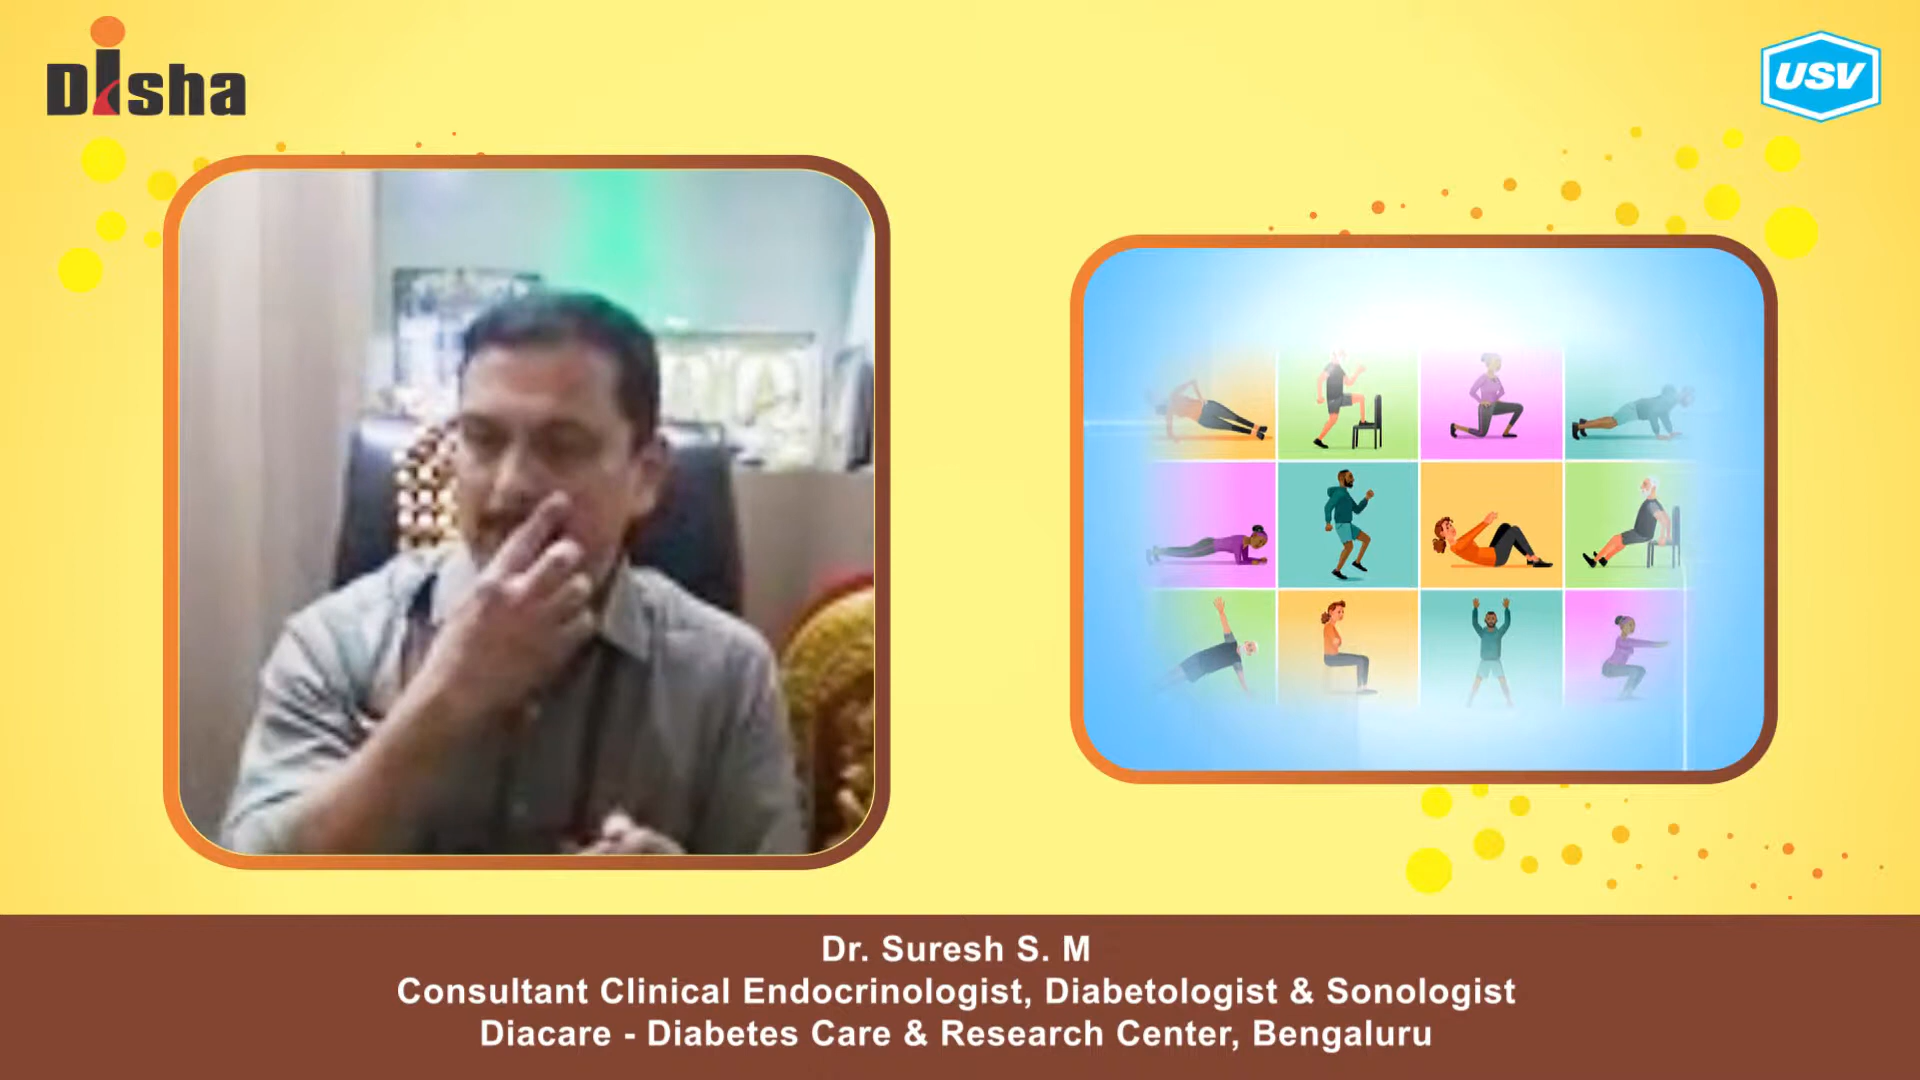 Disha
USV
Dr. Suresh S. M
Consultant Clinical Endocrinologist, Diabetologist & Sonologist
Diacare - Diabetes Care & Research Center, Bengaluru